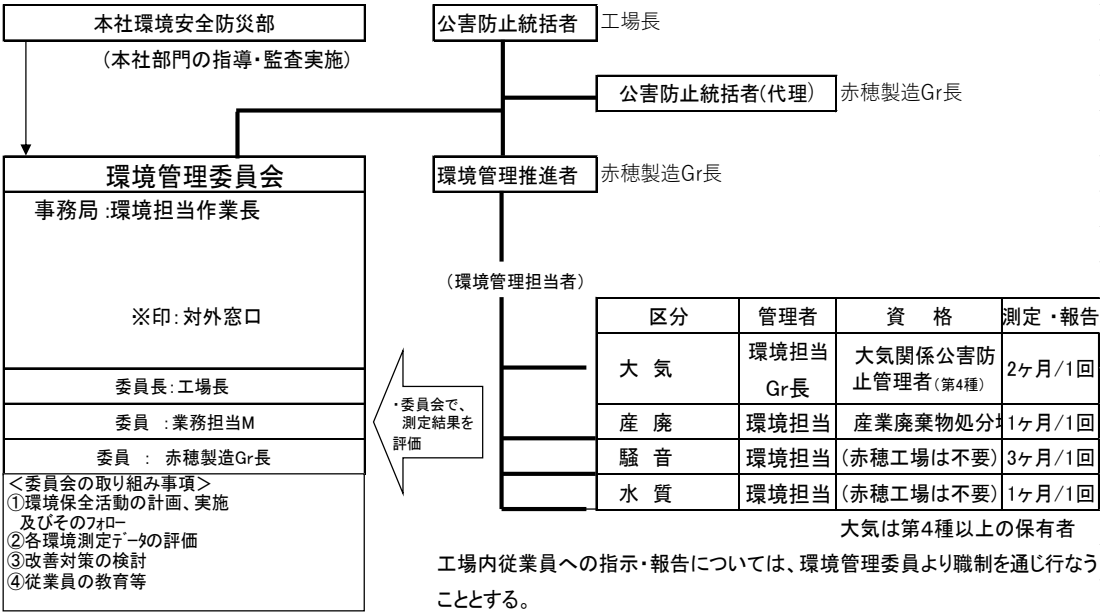 本社環境安全防災部
(本社部門の指導・監査実施)
公害防止統括者
工場長
公害防止統括者(代理)
赤穂製造Gr長
環境管理委員会
事務局:環境担当作業長
※印:対外窓口
委員長:工場長
委員 :業務担当M
委員 : 赤穂製造Gr長
<委員会の取り組み事項>
①環境保全活動の計画、実施
及びそのフォロー
②各環境測定データの評価
③改善対策の検討
④従業員の教育等
環境管理推進者
赤穂製造Gr長
(環境管理担当者)
・委員会で、
測定結果を
評価
区分 管理者 資 格 測定・報告
大 気 環境担当 Gr長 大気関係公害防止管理者(第4種) 2ヶ月/1回
産 廃 環境担当 産業廃棄物処分 1ヶ月/1回
騒 音 環境担当 (赤穂工場は不要) 3ヶ月/1回
水 質 環境担当 (赤穂工場は不要) 1ヶ月/1回
大気は第4種以上の保有者
工場内従業員への指示・報告については、環境管理委員より職制を通じ行なう
こととする。